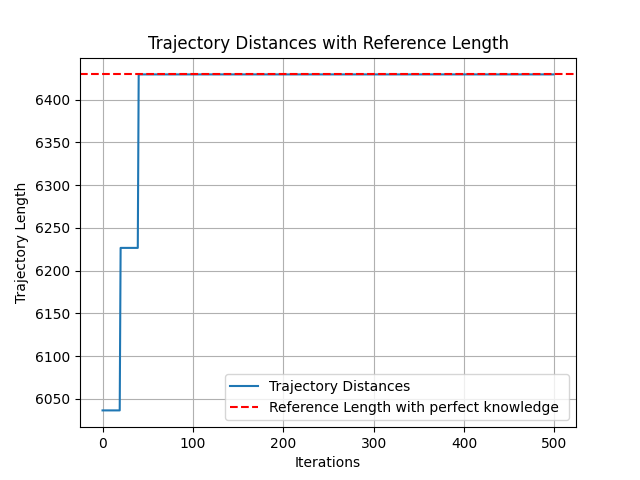 Trajectory Distances with Reference Length
Trajectory Length
6400
6350
6300
6250
6200
6150
6100
6050
Trajectory Distances
Reference Length with perfect knowledge
0
100
200
300
400
500
Iterations